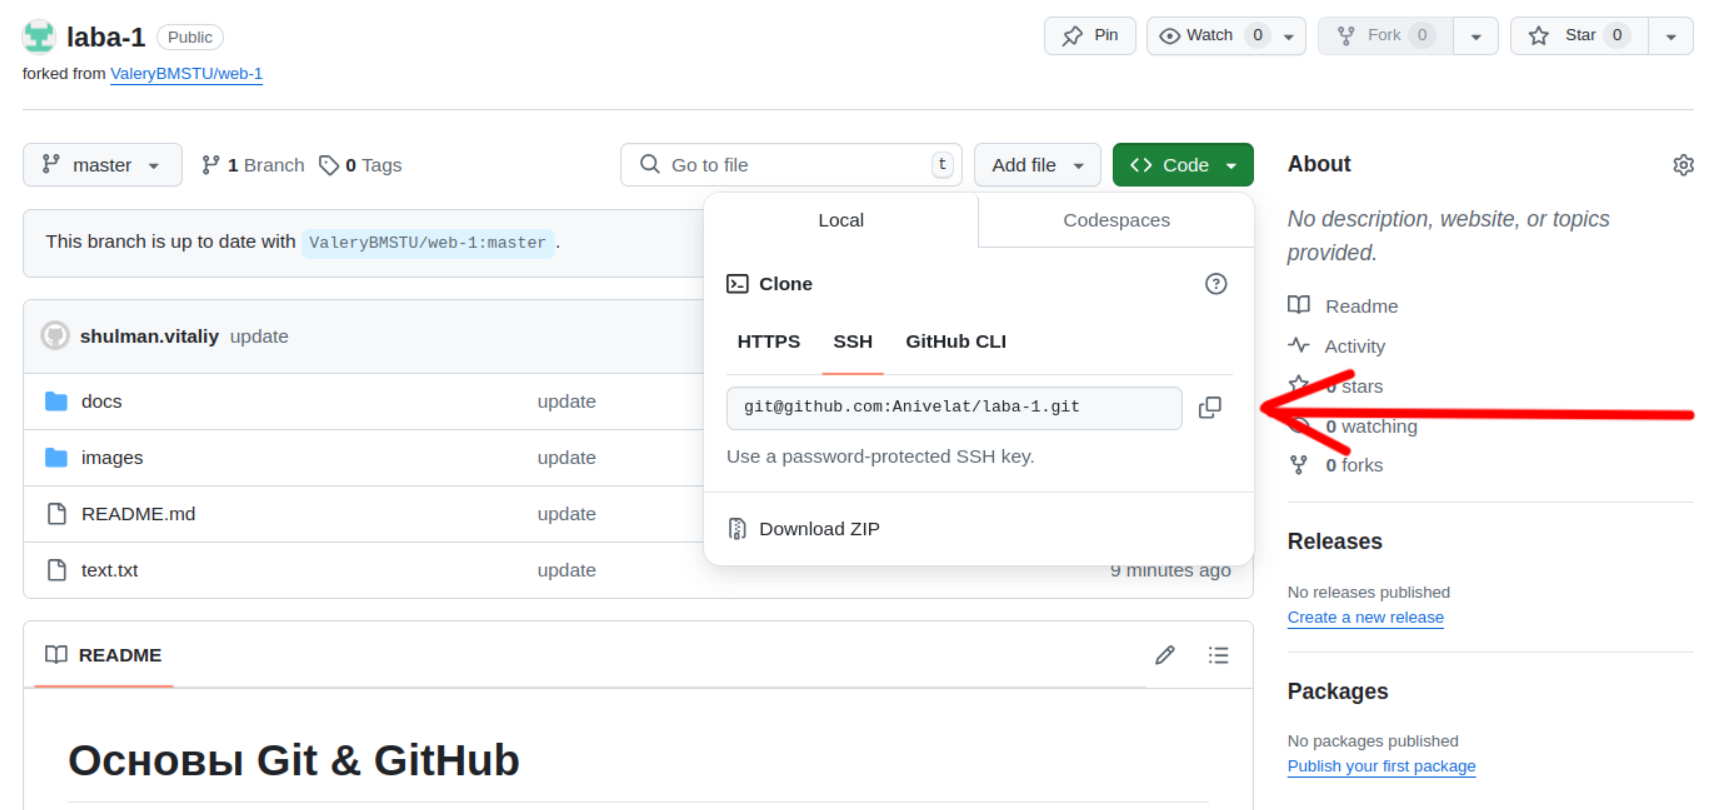 laba-1 Public
Pin
Watch 0
Fork 0
Star 0
forked from ValeryBMSTU/web-1
master
1 Branch
0 Tags
Go to file
t
Add file
Code
This branch is up to date with ValeryBMSTU/web-1:master.
shulman.vitaliy update
docs update
images update
README.md update
text.txt update
9 minutes ago
Local
Codespaces
Clone
HTTPS
SSH
GitHub CLI
git@github.com:Anivelat/laba-1.git
Use a password-protected SSH key.
Download ZIP
README
Основы Git & GitHub
About
No description, website, or topics
provided.
Readme
Activity
0 stars
0 watching
0 forks
Releases
No releases published
Create a new release
Packages
No packages published
Publish your first package